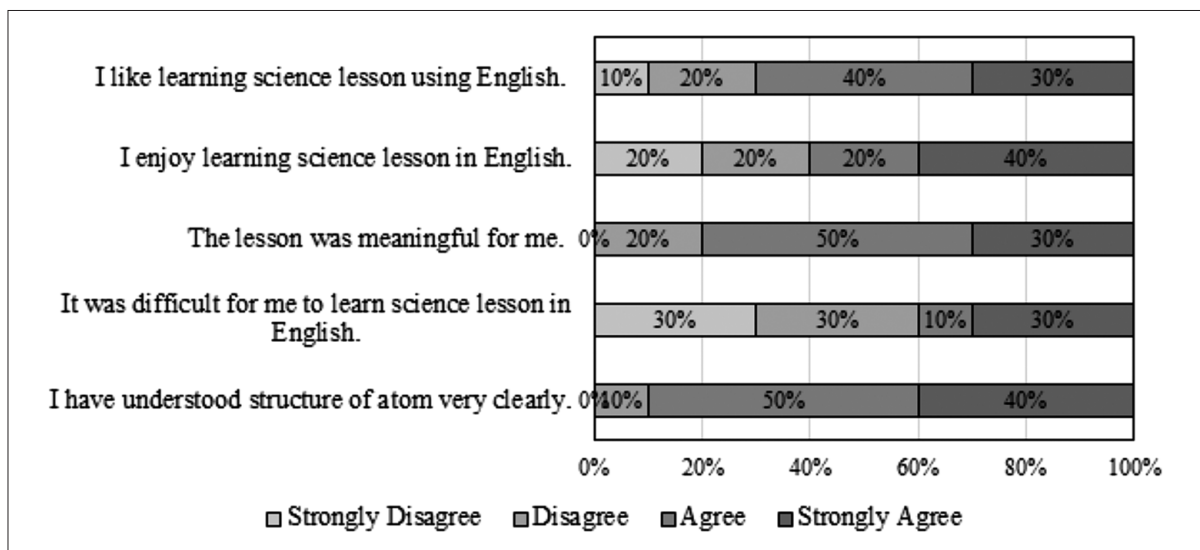 I like learning science lesson using English.
10% 20% 40% 30%
I enjoy learning science lesson in English.
20% 20% 20% 40%
The lesson was meaningful for me.
0% 20% 50% 30%
It was difficult for me to learn science lesson in
English.
30% 30% 10% 30%
I have understood structure of atom very clearly.
0% 10% 50% 40%
0% 20% 40% 60% 80% 100%
Strongly Disagree Disagree Agree Strongly Agree